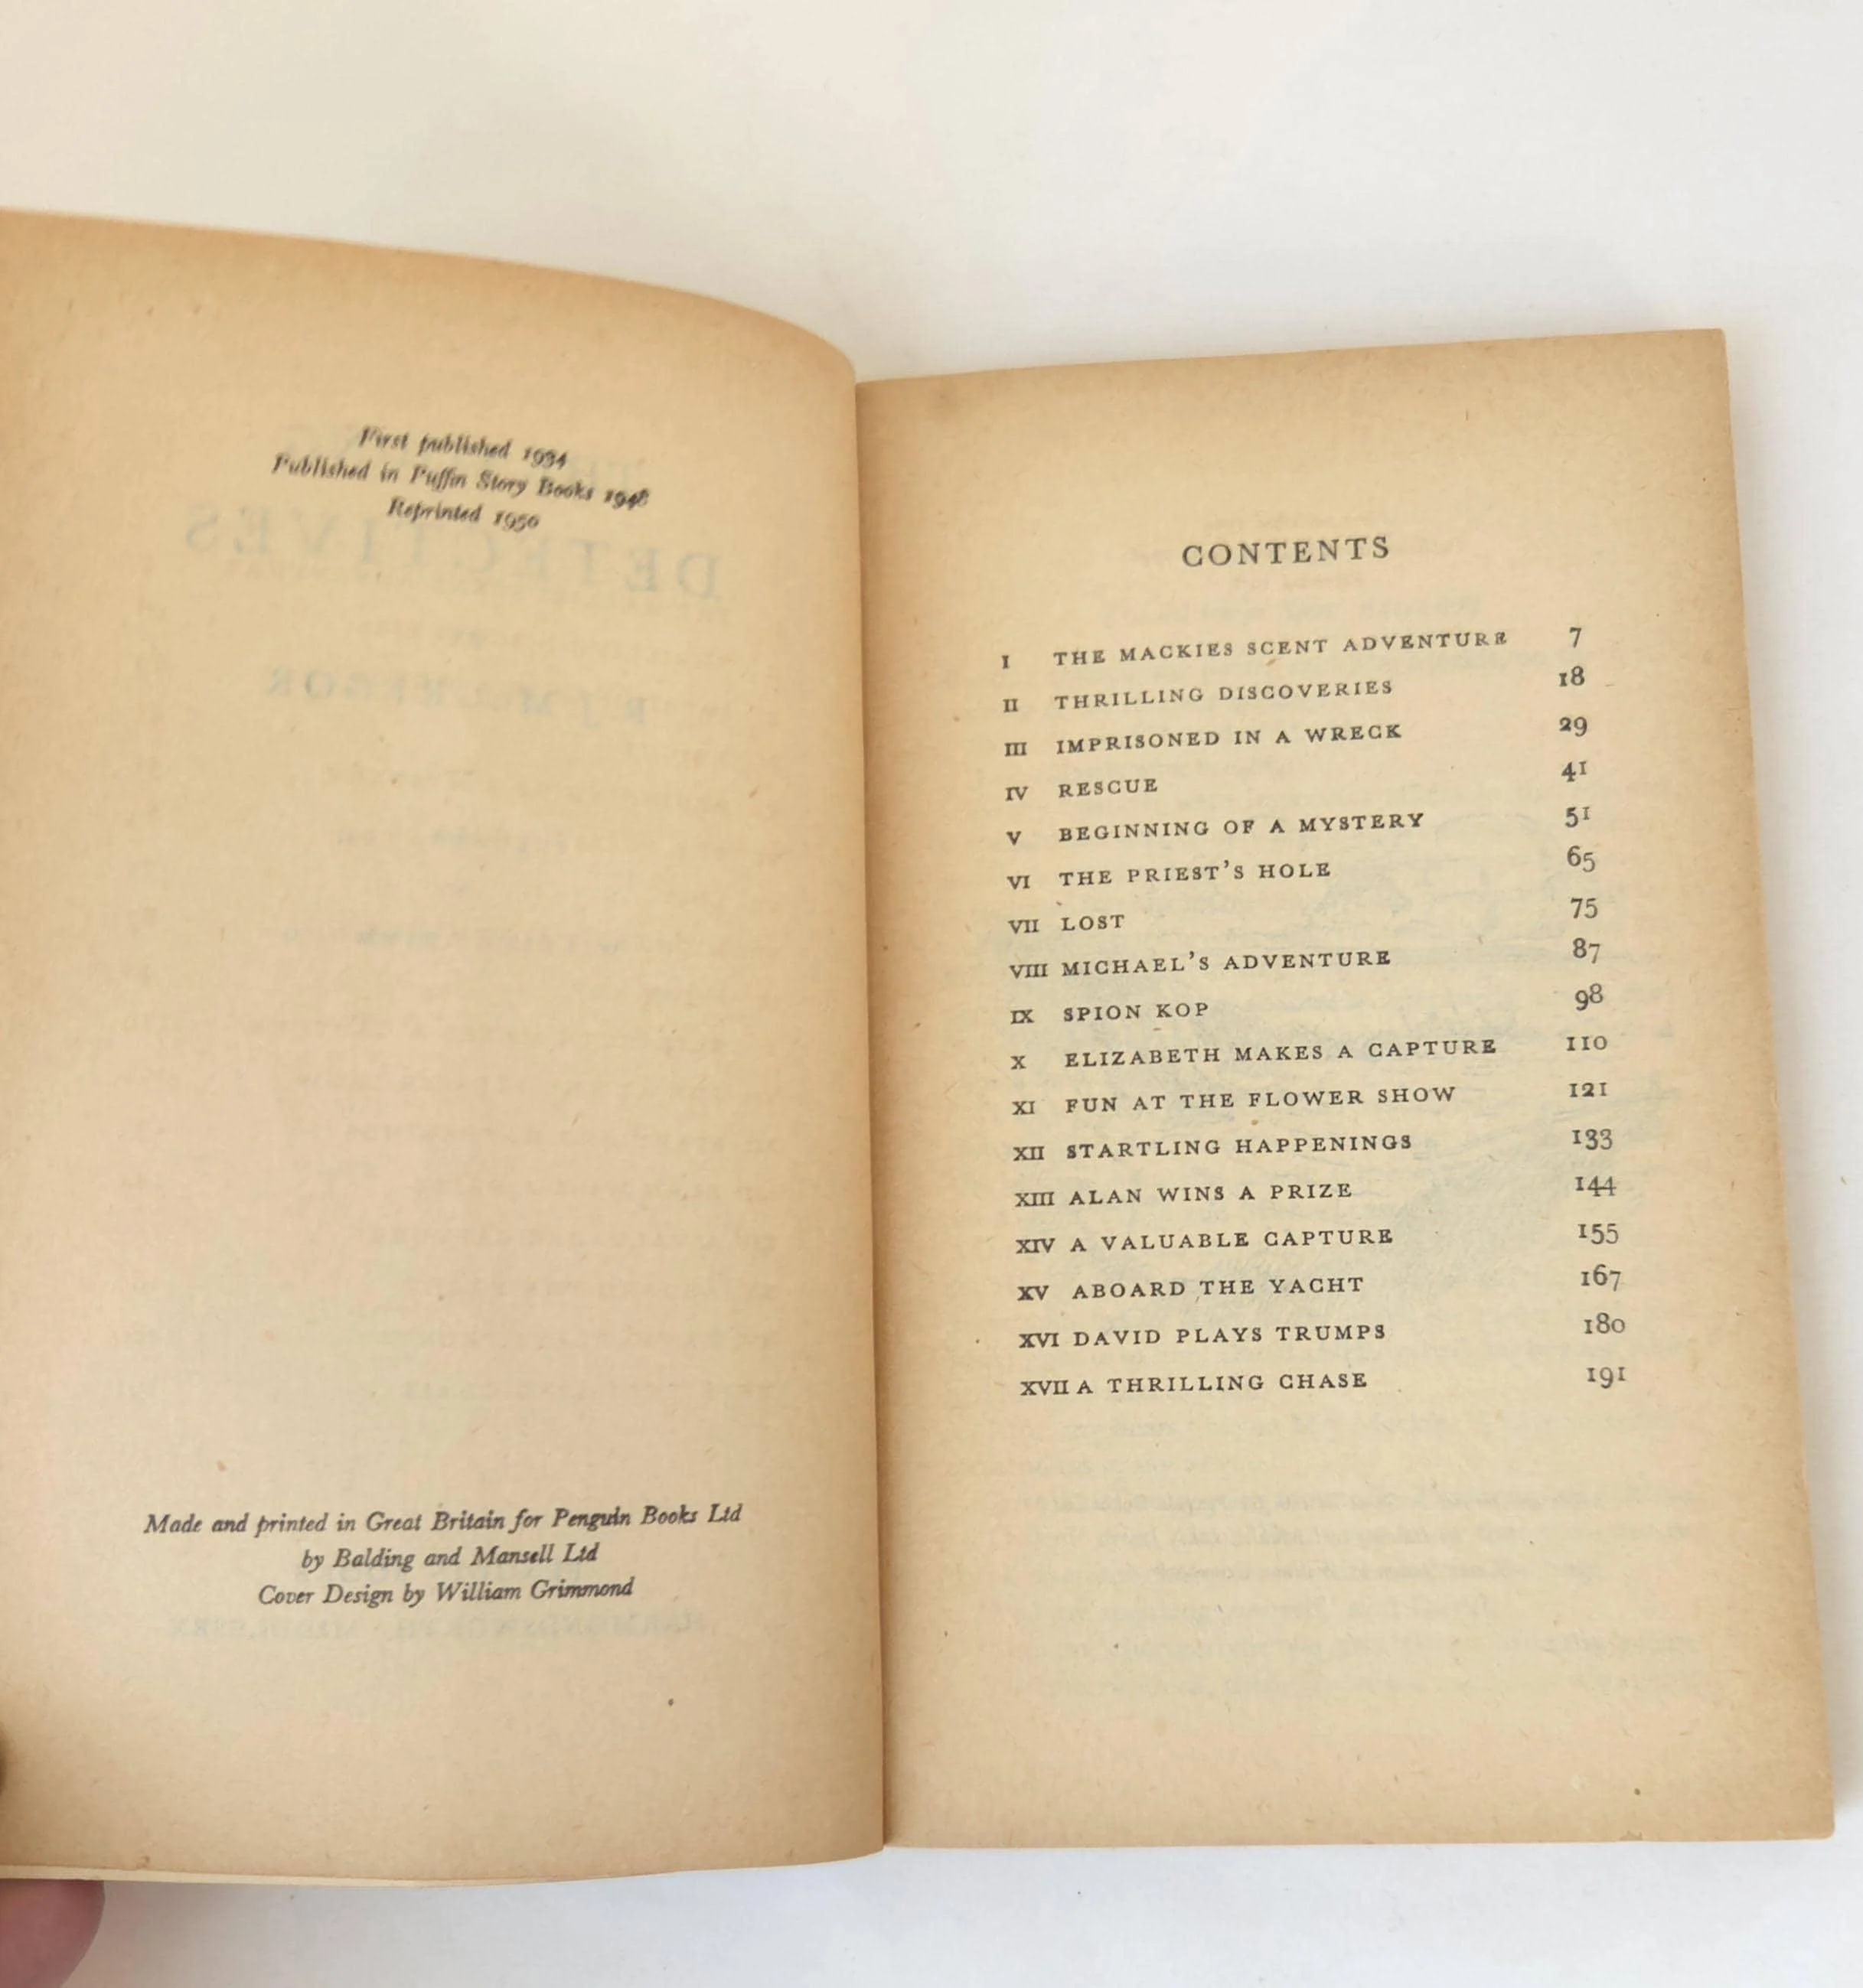 First published 1934
Published in Puffin Story Books 1948
Reprinted 1950
DETECTIVES
Made and printed in Great Britain for Penguin Books Ltd
by Balding and Mansell Ltd
Cover Design by William Grimmond
CONTENTS
I THE MACKIES SCENT ADVENTURE 7
II THRILLING DISCOVERIES 18
III IMPRISONED IN A WRECK 29
IV RESCUE 41
V BEGINNING OF A MYSTERY 51
VI THE PRIEST'S HOLE 65
VII LOST 75
VIII MICHAEL'S ADVENTURE 87
IX SPION KOP 98
X ELIZABETH MAKES A CAPTURE 110
XI FUN AT THE FLOWER SHOW 121
XII STARTLING HAPPENINGS 133
XIII ALAN WINS A PRIZE 144
XIV A VALUABLE CAPTURE 155
XV ABOARD THE YACHT 167
XVI DAVID PLAYS TRUMPS 180
XVII A THRILLING CHASE 191